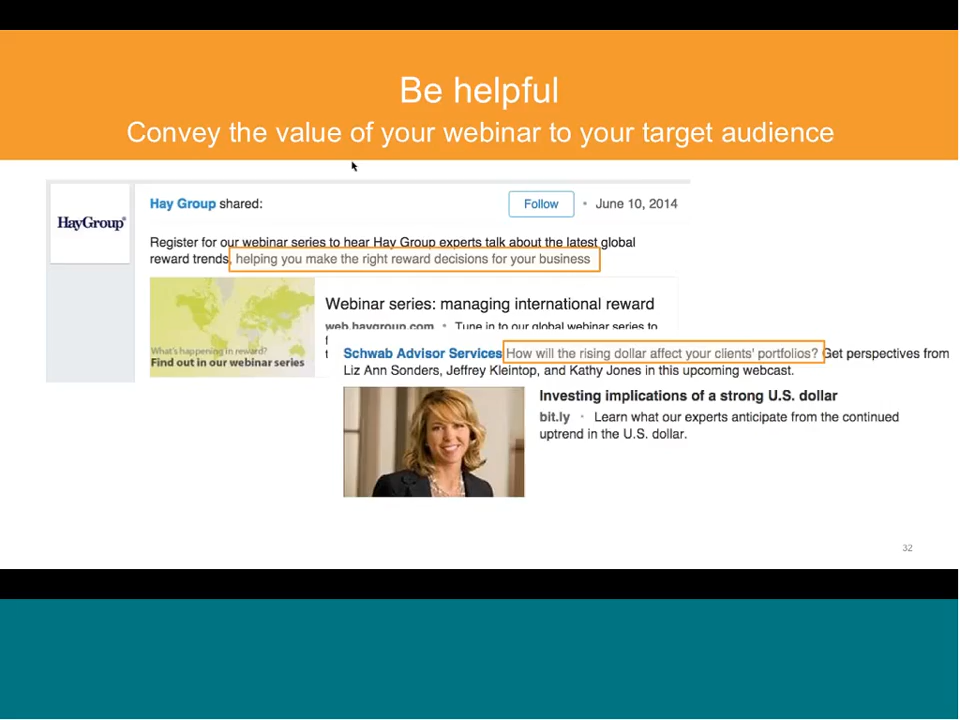 Be helpful
Convey the value of your webinar to your target audience
HayGroup®
Hay Group shared:
Follow • June 10, 2014
Register for our webinar series to hear Hay Group experts talk about the latest global
reward trends, helping you make the right reward decisions for your business
What's happening in reward?
Find out in our webinar series
Webinar series: managing international reward
web.haygroup.com • Tune in to our global webinar series to
Schwab Advisor Services How will the rising dollar affect your clients' portfolios? Get perspectives from
Liz Ann Sonders, Jeffrey Kleintop, and Kathy Jones in this upcoming webcast.
Investing implications of a strong U.S. dollar
bit.ly • Learn what our experts anticipate from the continued
uptrend in the U.S. dollar.
32